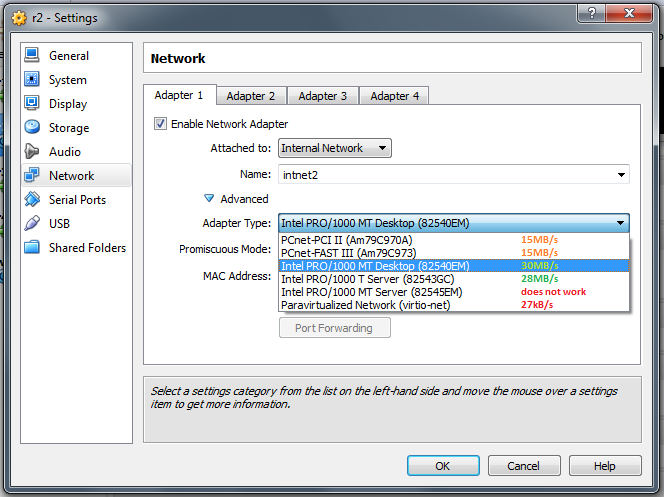 r2 - Settings
General
System
Display
Storage
Audio
Network
Serial Ports
USB
Shared Folders
Network
Adapter 1 Adapter 2 Adapter 3 Adapter 4
Enable Network Adapter
Attached to: Internal Network
Name: intnet2
Advanced
Adapter Type: Intel PRO/1000 MT Desktop (82540EM)
PCnet-PCI II (Am79C970A) 15MB/s
Promiscuous Mode: PCnet-FAST III (Am79C973) 15MB/s
Intel PRO/1000 MT Desktop (82540EM) 30MB/s
MAC Address: Intel PRO/1000 T Server (82543GC) 28MB/s
Intel PRO/1000 MT Server (82545EM) does not work
Paravirtualized Network (virtio-net) 27kB/s
Port Forwarding
Select a settings category from the list on the left-hand side and move the mouse over a settings
item to get more information.
OK Cancel Help